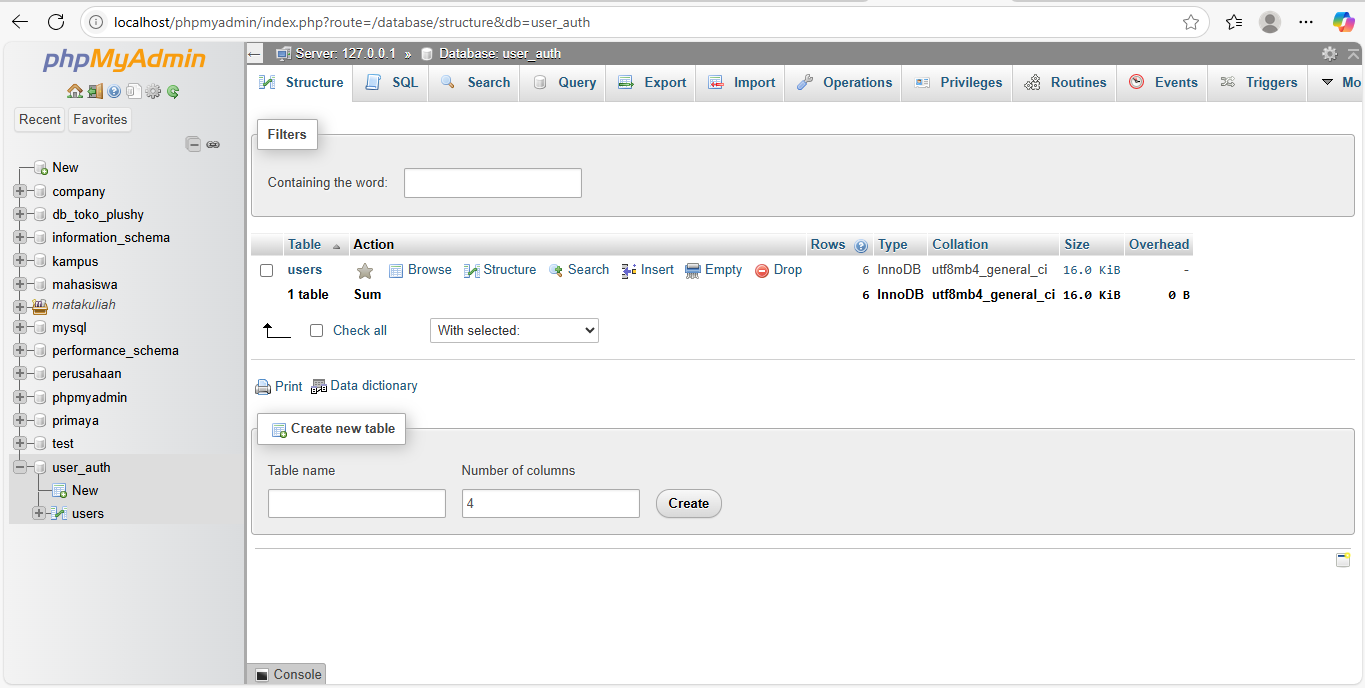 localhost/phpmyadmin/index.php?route=/database/structure&db=user_auth
phpMyAdmin
Recent Favorites
New
company
db_toko_plushy
information_schema
kampus
mahasiswa
matakuliah
mysql
performance_schema
perusahaan
phpmyadmin
primaya
test
user_auth
New
users
Server: 127.0.0.1 » Database: user_auth
Structure SQL Search Query Export Import Operations Privileges Routines Events Triggers Mo
Filters
Containing the word:
Table Action Rows Type Collation Size Overhead
users Browse Structure Search Insert Empty Drop 6 InnoDB utf8mb4_general_ci 16.0 KiB -
1 table Sum 6 InnoDB utf8mb4_general_ci 16.0 KiB 0 B
Check all With selected:
Print Data dictionary
Create new table
Table name Number of columns
4 Create
Console